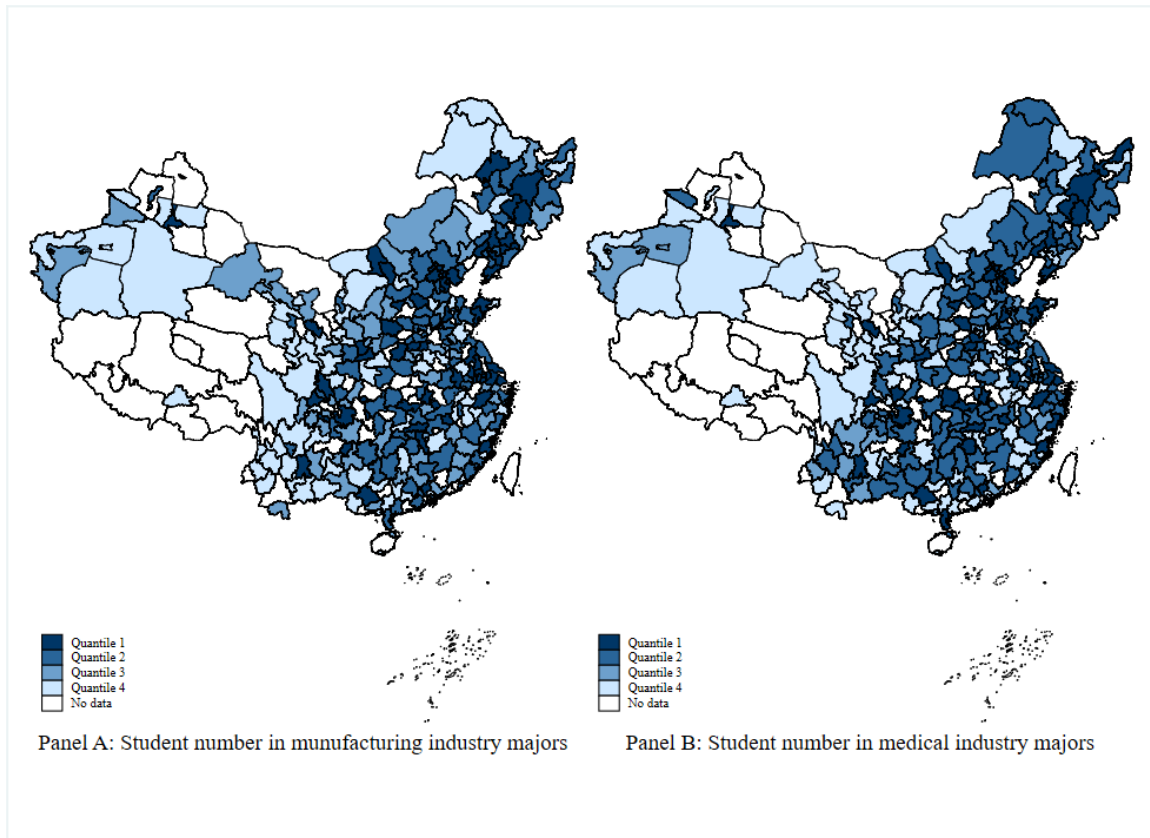 Quantile 1
Quantile 2
Quantile 3
Quantile 4
No data
Panel A: Student number in munufacturing industry majors
Quantile 1
Quantile 2
Quantile 3
Quantile 4
No data
Panel B: Student number in medical industry majors